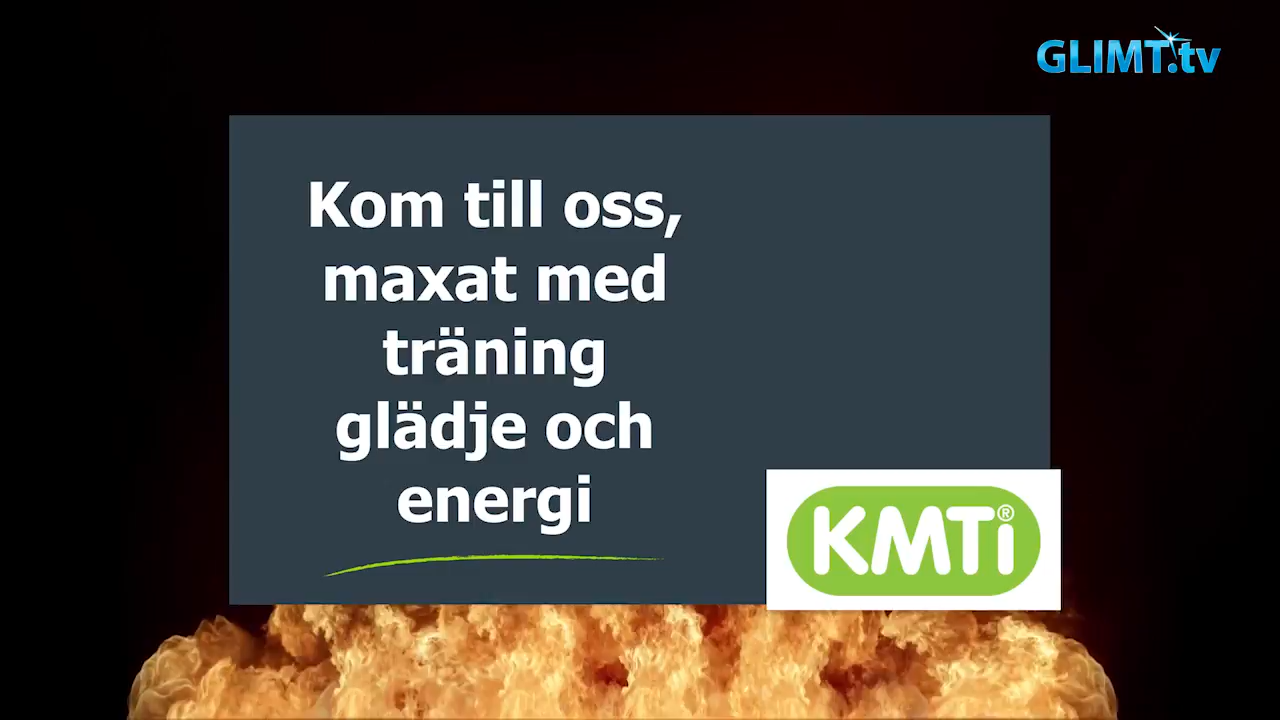 GLIMT.tv
Kom till oss,
maxat med
träning
glädje och
energi
KMTi®